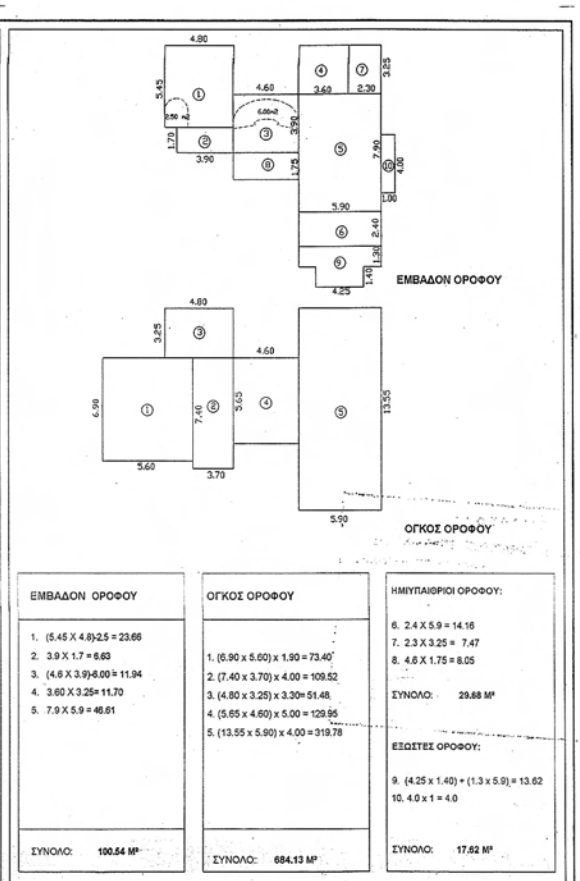 4.80
5.45
①
2.50 m2
1.70
②
3.90
4.60
6.00m2
3.90
③
⑧
1.75
④
3.60
⑦
2.30
3.25
⑤
7.90
⑩
4.00
1.00
5.90
⑥
2.40
1.30
⑨
1.40
4.25
ΕΜΒΑΔΟΝ ΟΡΟΦΟΥ
4.80
3.25
③
4.60
6.90
①
7.40
②
5.65
④
⑤
13.55
5.60
3.70
5.90
ΟΓΚΟΣ ΟΡΟΦΟΥ
ΕΜΒΑΔΟΝ ΟΡΟΦΟΥ
1. (5.45 X 4.8)-2.5 = 23.66
2. 3.9 X 1.7 = 6.63
3. (4.6 X 3.9)-6.00 = 11.94
4. 3.60 X 3.25= 11.70
5. 7.9 X 5.9 = 46.61
ΣΥΝΟΛΟ: 100.54 M²
ΟΓΚΟΣ ΟΡΟΦΟΥ
1. (6.90 x 5.60) x 1.90 = 73.40
2. (7.40 x 3.70) x 4.00 = 109.52
3. (4.80 x 3.25) x 3.30= 51.48
4. (5.65 x 4.60) x 5.00 = 129.95
5. (13.55 x 5.90) x 4.00 = 319.78
ΣΥΝΟΛΟ: 684.13 M³
ΗΜΙΥΠΑΙΘΡΙΟΙ ΟΡΟΦΟΥ:
6. 2.4 X 5.9 = 14.16
7. 2.3 X 3.25 = 7.47
8. 4.6 X 1.75 = 8.05
ΣΥΝΟΛΟ: 29.68 M²
ΕΞΩΣΤΕΣ ΟΡΟΦΟΥ:
9. (4.25 x 1.40) + (1.3 x 5.9) = 13.62
10. 4.0 x 1 = 4.0
ΣΥΝΟΛΟ: 17.62 M²